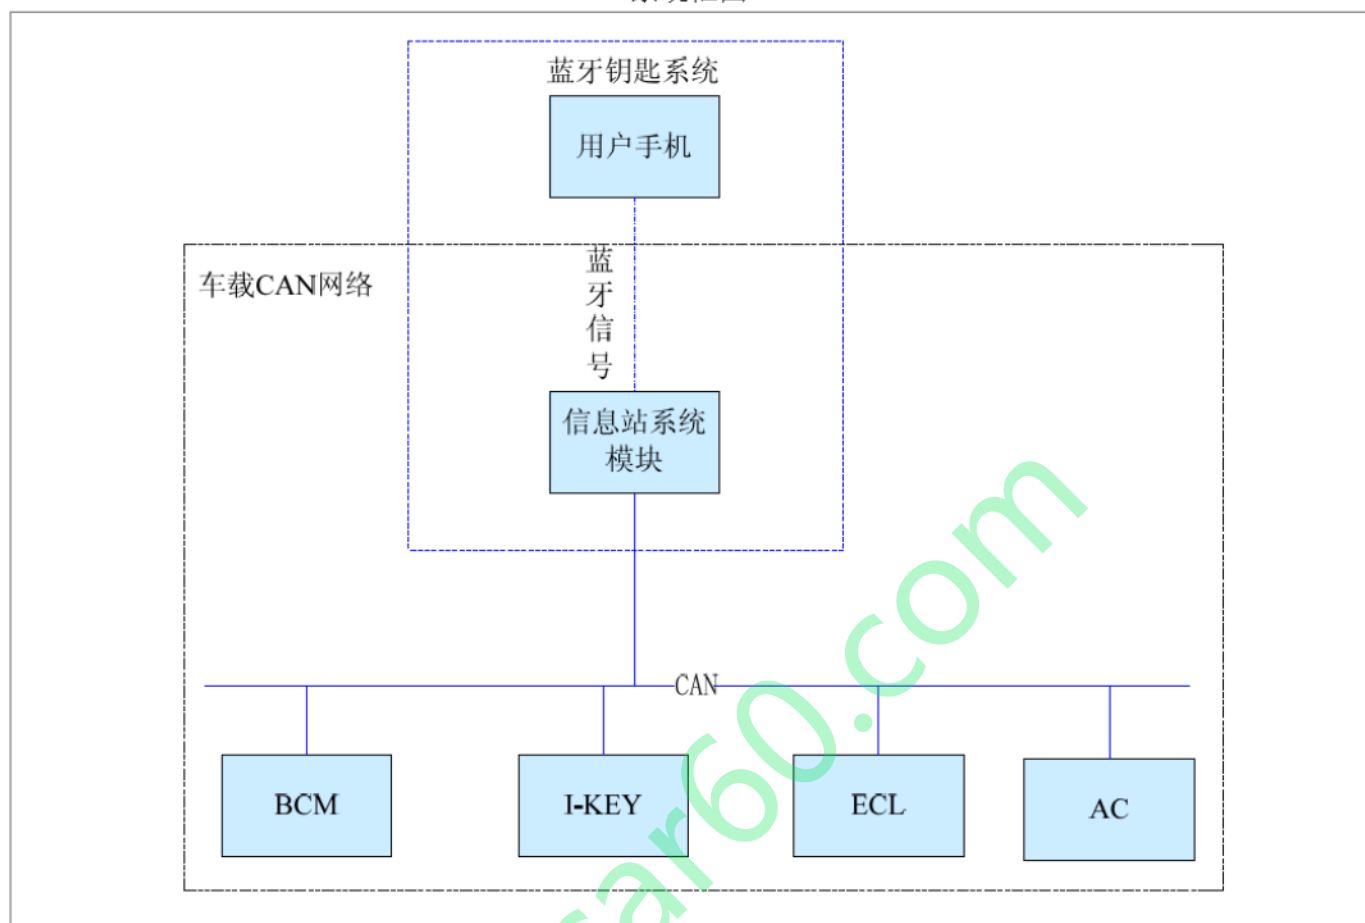 蓝牙钥匙系统
用户手机
车载CAN网络
蓝
牙
信
号
信息站系统
模块
CAN
BCM
I-KEY
ECL
AC
sar60.com